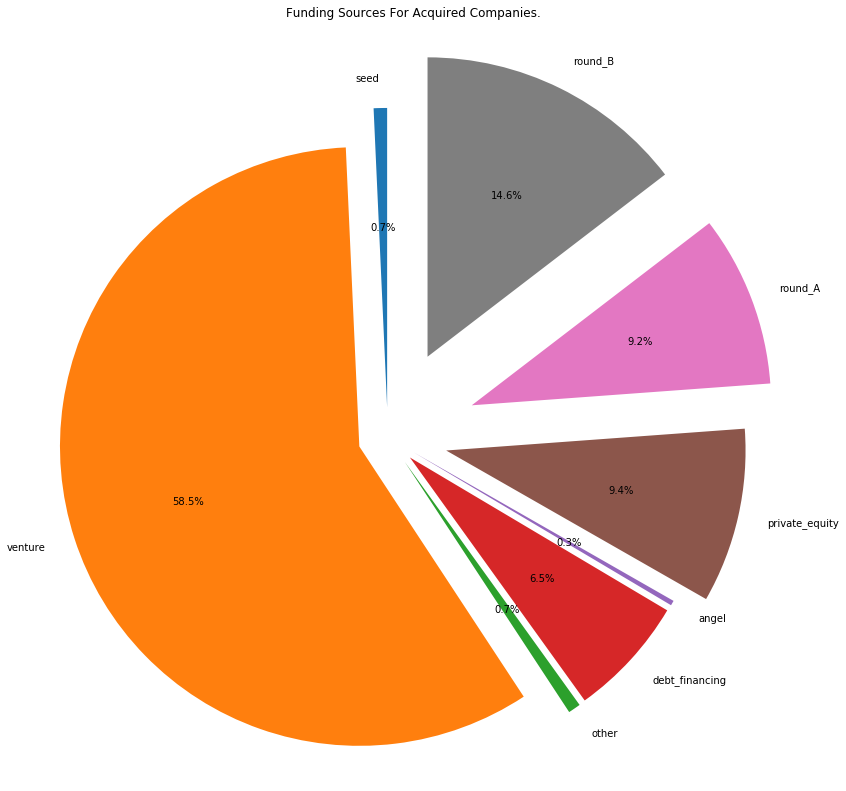 Funding Sources For Acquired Companies.
round_B
seed
14.6%
0.7%
round_A
9.2%
9.4%
58.5%
private_equity
0.3%
venture
6.5%
0.7%
angel
debt_financing
other